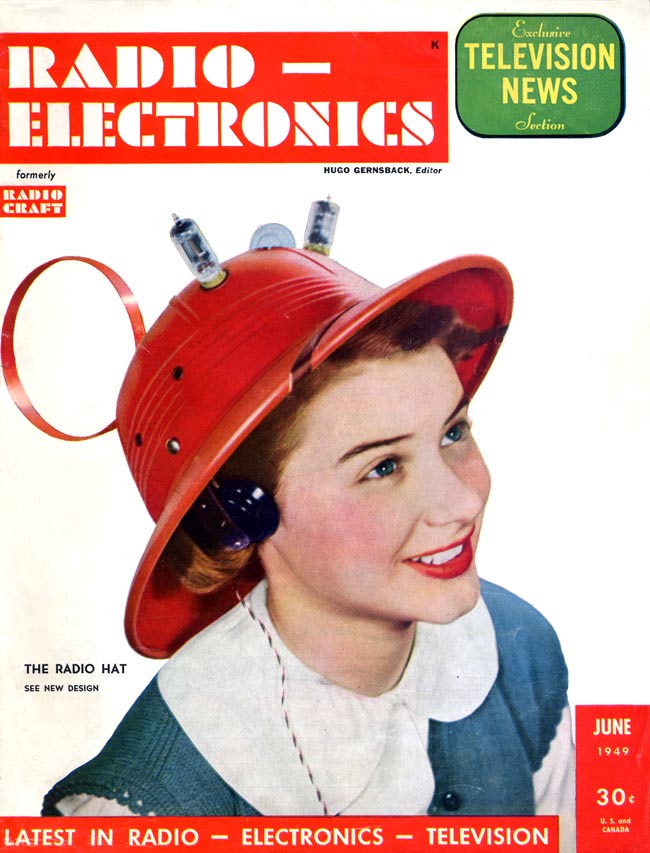 RADIO —
ELECTRONICS
K
Exclusive
TELEVISION
NEWS
Section
HUGO GERNSBACK, Editor
formerly
RADIO
CRAFT
THE RADIO HAT
SEE NEW DESIGN
JUNE
1949
30¢
U. S. and
CANADA
LATEST IN RADIO — ELECTRONICS — TELEVISION